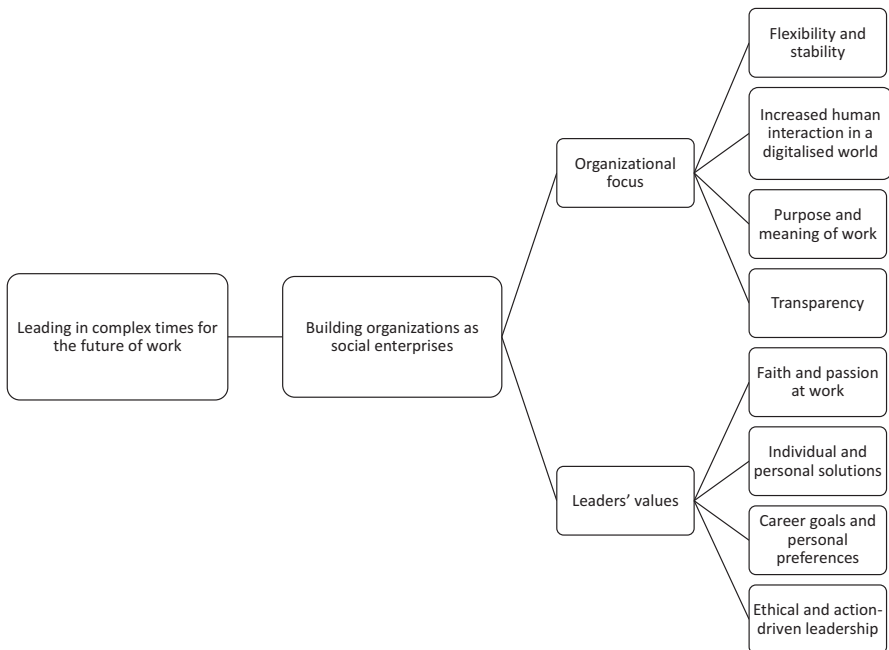 Leading in complex times for
the future of work
Building organizations as
social enterprises
Organizational
focus
Flexibility and
stability
Increased human
interaction in a
digitalised world
Purpose and
meaning of work
Transparency
Leaders’ values
Faith and passion
at work
Individual and
personal solutions
Career goals and
personal
preferences
Ethical and action-
driven leadership